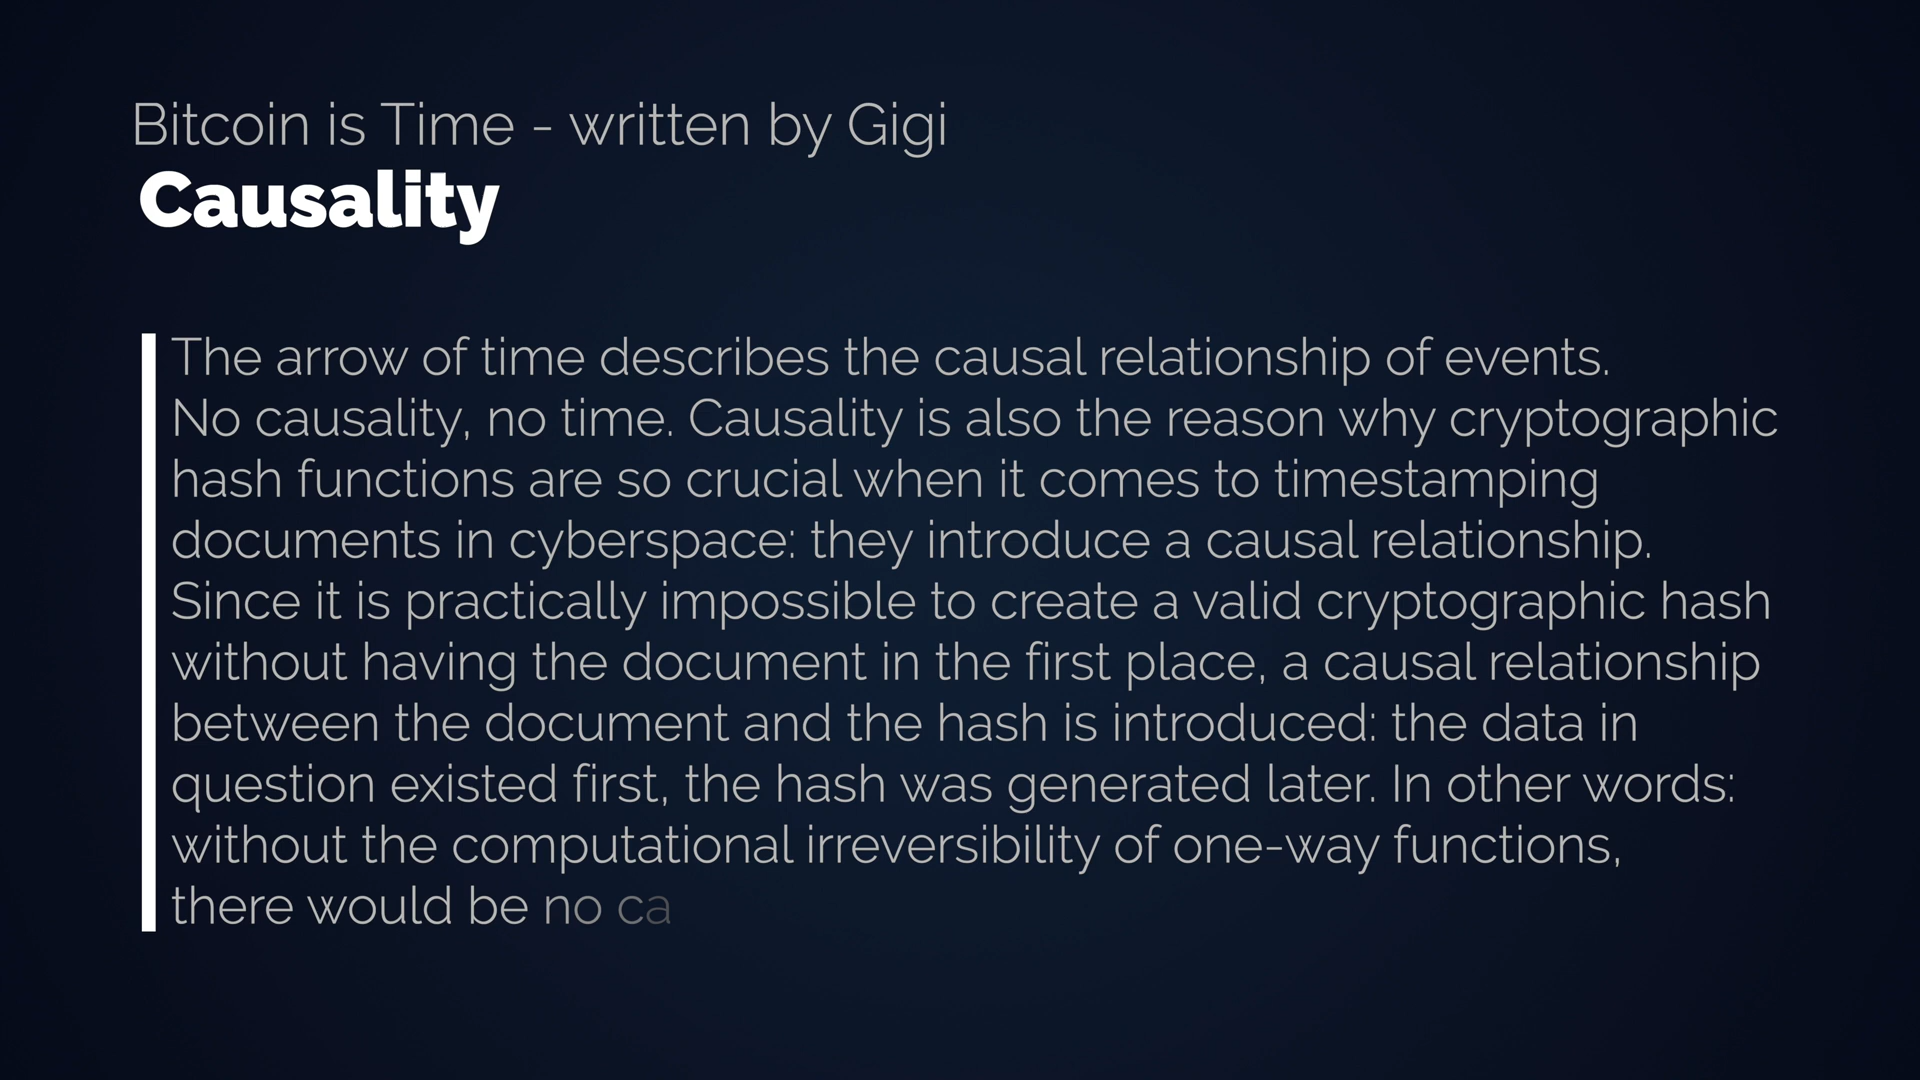 Bitcoin is Time - written by Gigi
Causality
The arrow of time describes the causal relationship of events.
No causality, no time. Causality is also the reason why cryptographic
hash functions are so crucial when it comes to timestamping
documents in cyberspace: they introduce a causal relationship.
Since it is practically impossible to create a valid cryptographic hash
without having the document in the first place, a causal relationship
between the document and the hash is introduced: the data in
question existed first, the hash was generated later. In other words:
without the computational irreversibility of one-way functions,
there would be no ca